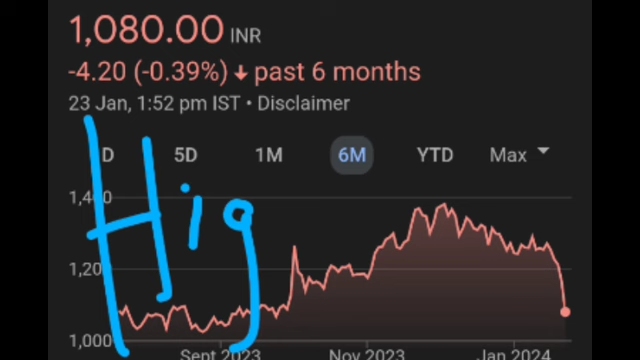 1,080.00 INR
-4.20 (-0.39%) ↓ past 6 months
23 Jan, 1:52 pm IST • Disclaimer
D 5D 1M 6M YTD Max
Hig
1,400
1,200
1,000
Sept 2023 Nov 2023 Jan 2024